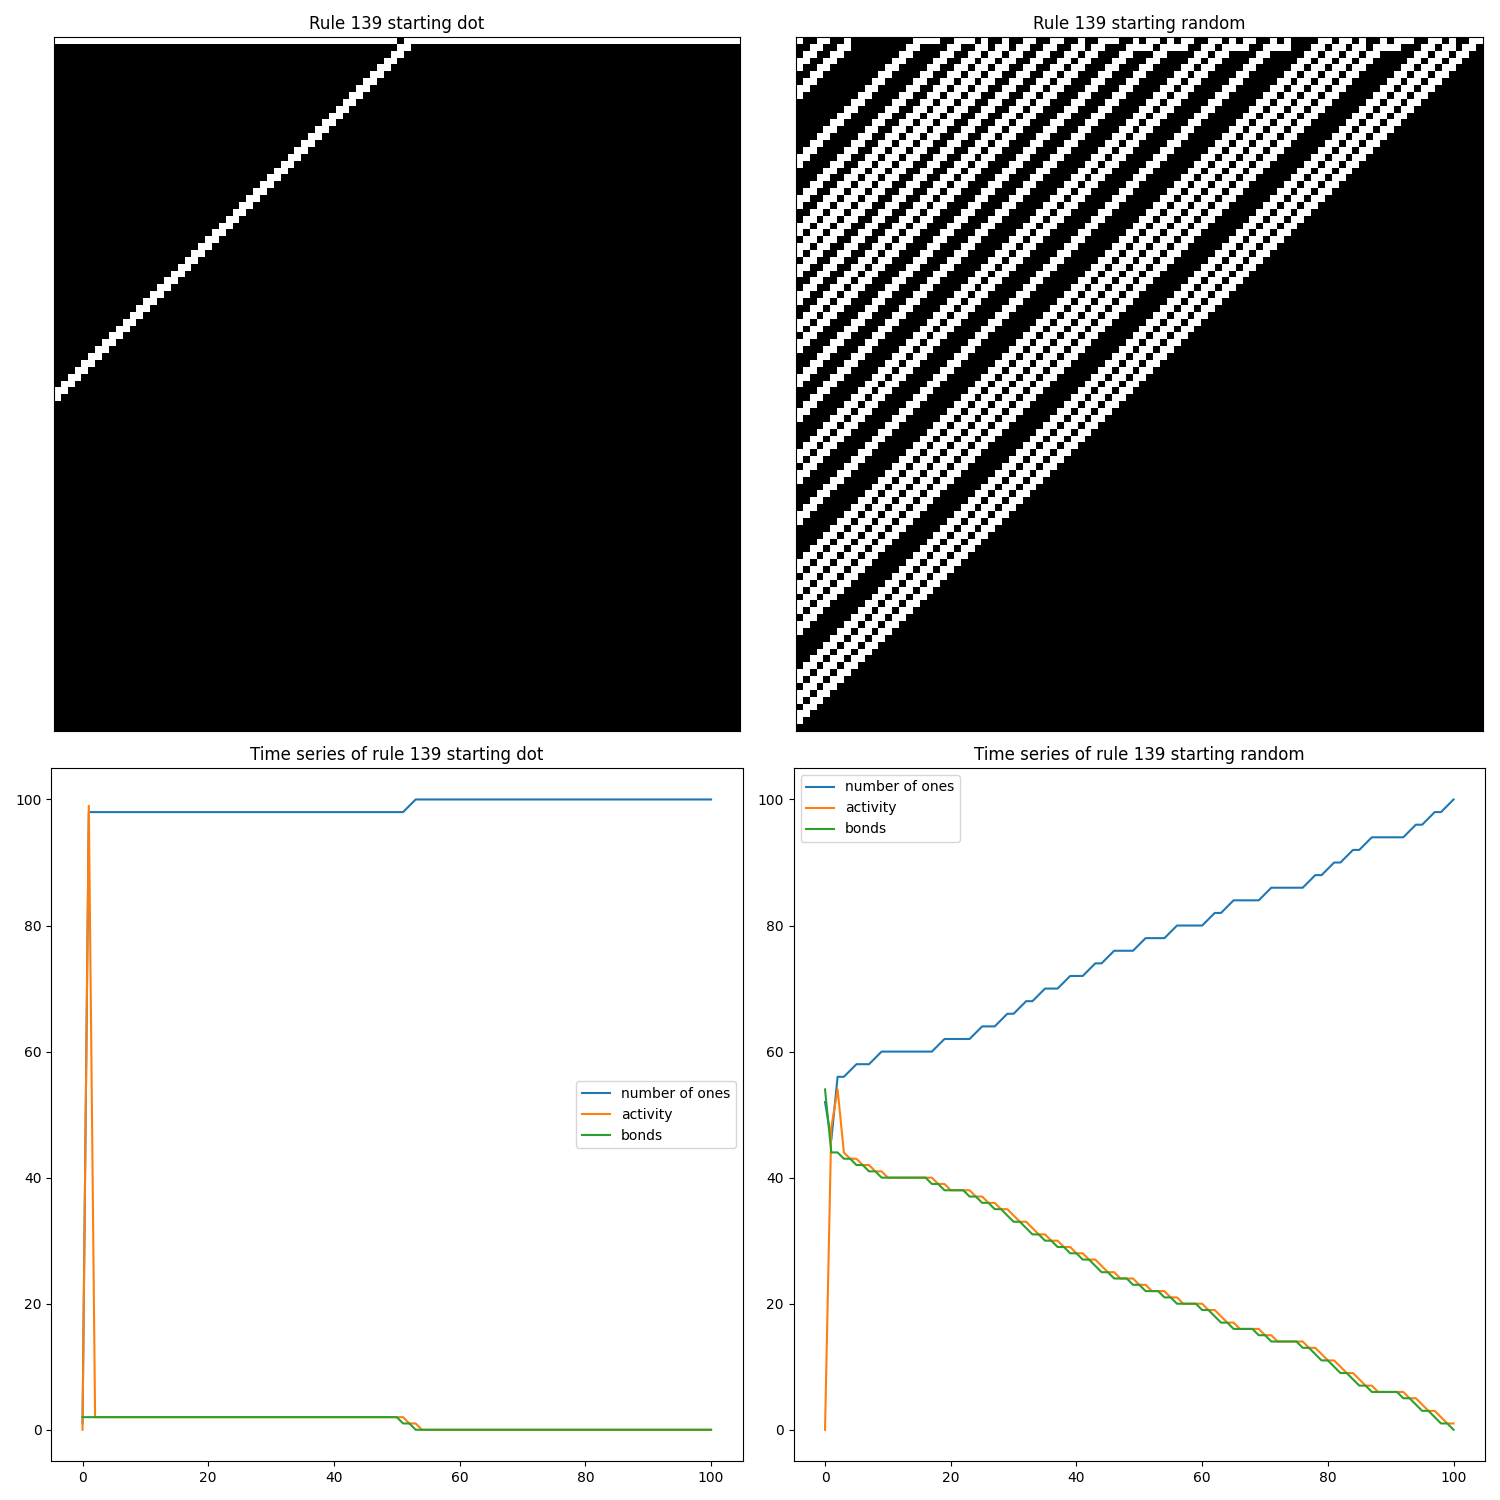 Rule 139 starting dot
Rule 139 starting random
Time series of rule 139 starting dot
100
80
60
40
20
0
0
20
40
60
80
100
number of ones
activity
bonds
Time series of rule 139 starting random
number of ones
activity
bonds
100
80
60
40
20
0
0
20
40
60
80
100